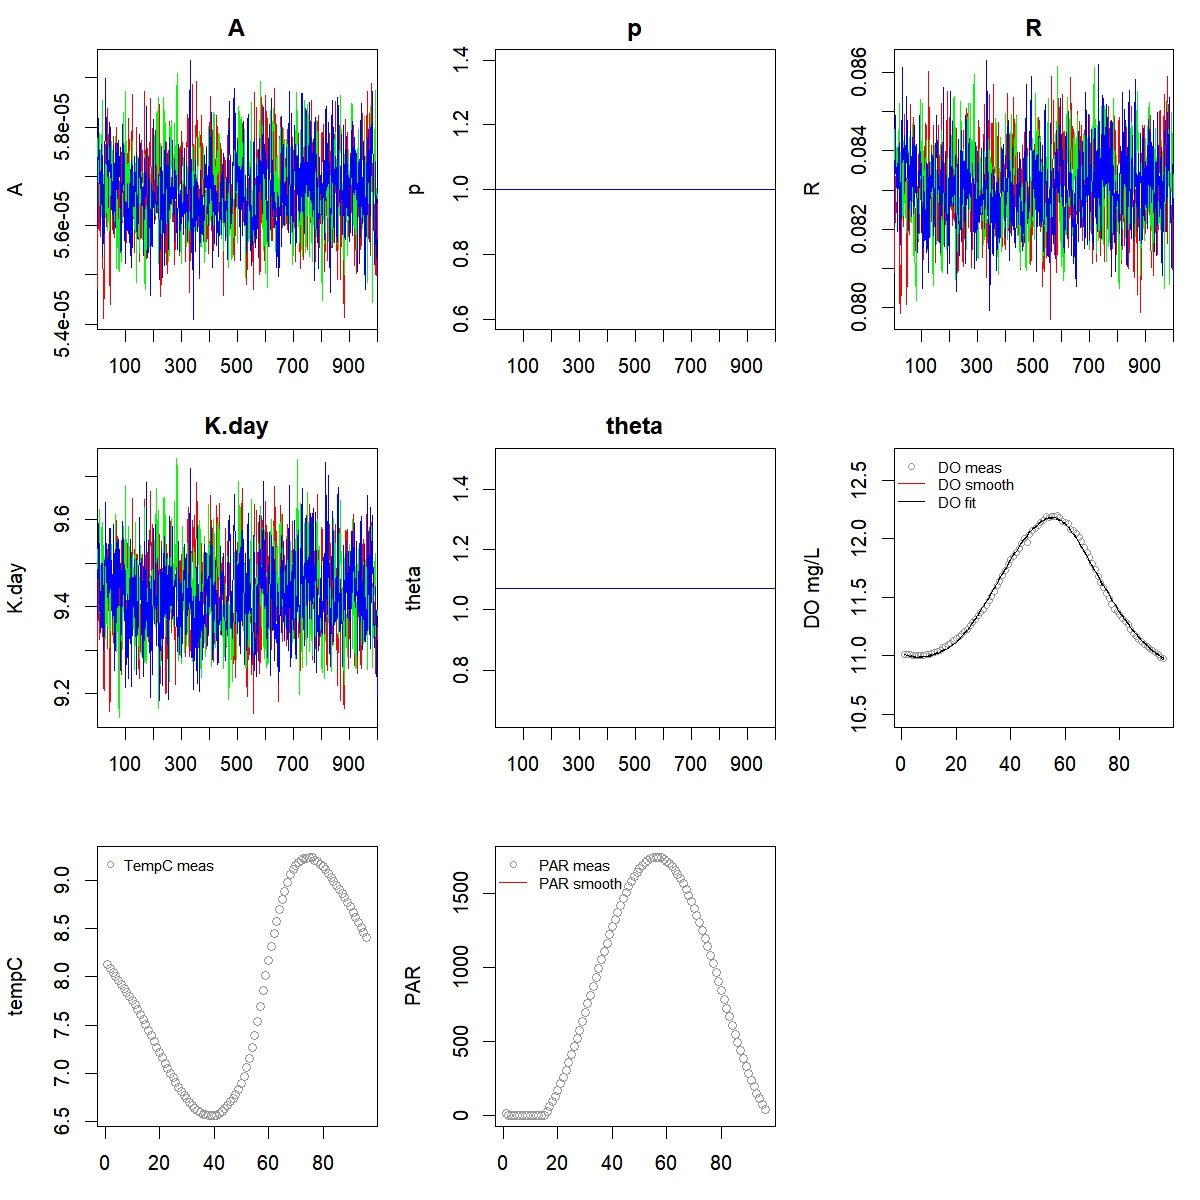 A
A
5.4e-05 5.6e-05 5.8e-05
100 300 500 700 900
p
p
0.6 0.8 1.0 1.2 1.4
100 300 500 700 900
R
R
0.080 0.082 0.084 0.086
100 300 500 700 900
K.day
K.day
9.2 9.4 9.6
100 300 500 700 900
theta
theta
0.8 1.0 1.2 1.4
100 300 500 700 900
DO mg/L
10.5 11.0 11.5 12.0 12.5
DO meas
DO smooth
DO fit
0 20 40 60 80
tempC
6.5 7.0 7.5 8.0 8.5 9.0
TempC meas
0 20 40 60 80
PAR
0 500 1000 1500
PAR meas
PAR smooth
0 20 40 60 80